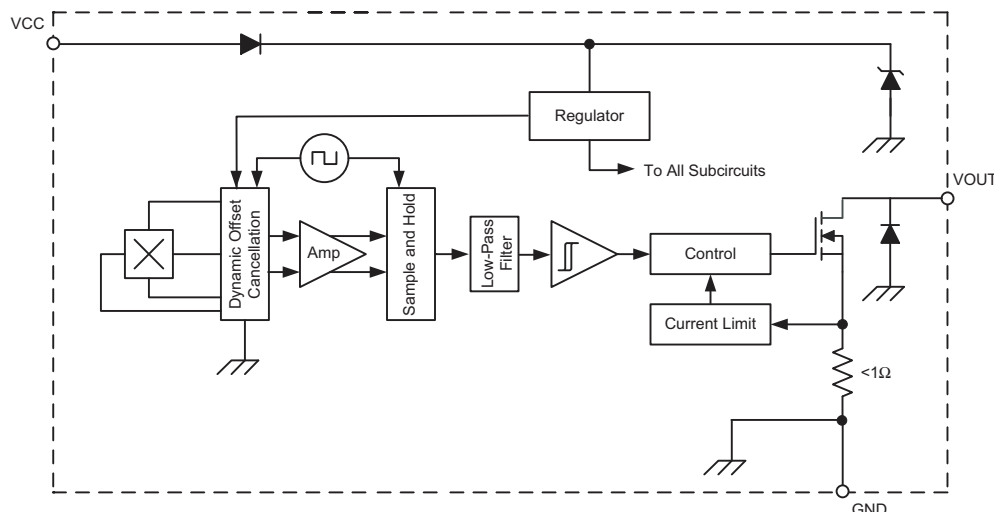 VCC
Regulator
To All Subcircuits
VOUT
Dynamic Offset
Cancellation
Amp
Sample and Hold
Low-Pass
Filter
Control
Current Limit
<1Ω
GND